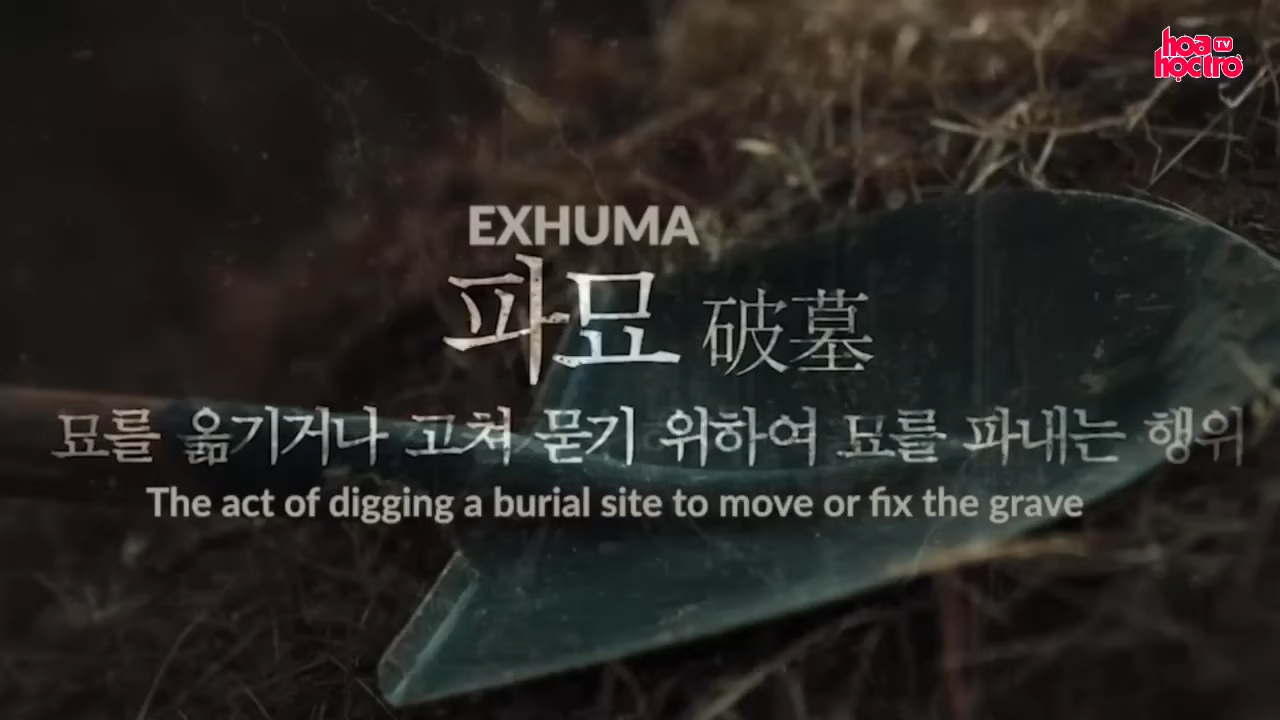 hoa TV
học trò
EXHUMA
파묘 破墓
묘를 옮기거나 고쳐 묻기 위하여 묘를 파내는 행위
The act of digging a burial site to move or fix the grave